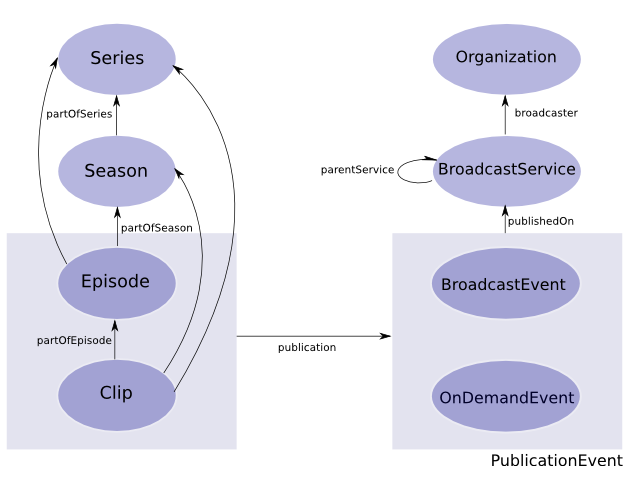 Series
partOfSeries
Season
partOfSeason
Episode
partOfEpisode
Clip
publication
Organization
broadcaster
parentService
BroadcastService
publishedOn
BroadcastEvent
OnDemandEvent
PublicationEvent